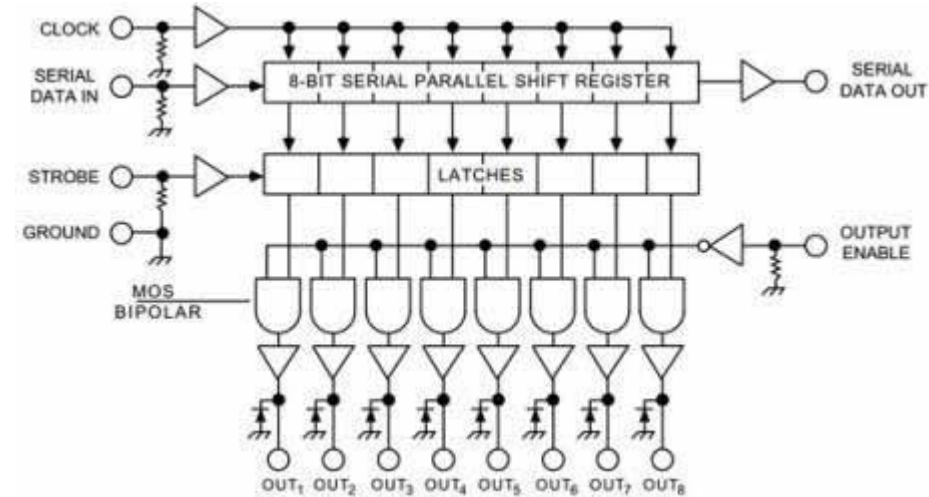 CLOCK
SERIAL
DATA IN
8-BIT SERIAL PARALLEL SHIFT REGISTER
SERIAL
DATA OUT
STROBE
LATCHES
GROUND
OUTPUT
ENABLE
MOS
BIPOLAR
OUT₁ OUT₂ OUT₃ OUT₄ OUT₅ OUT₆ OUT₇ OUT₈